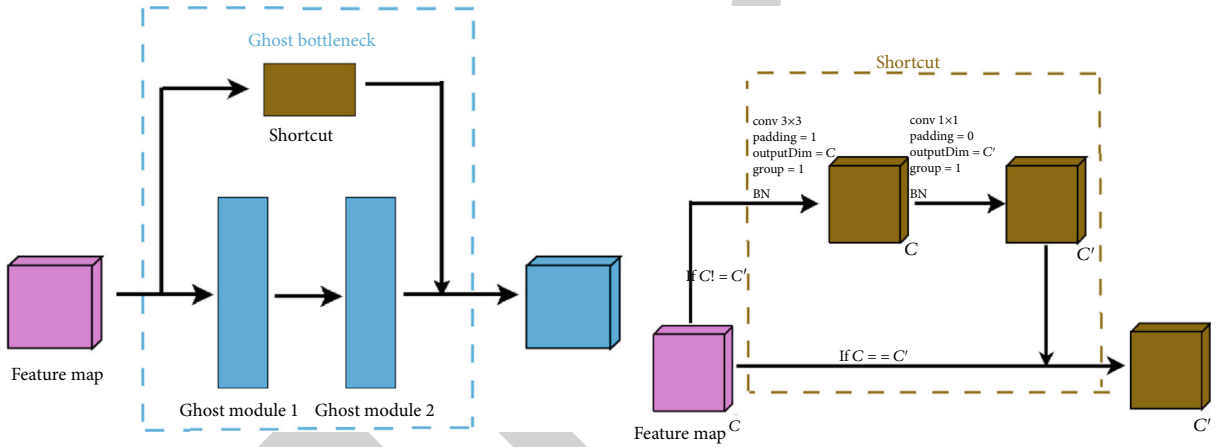 Ghost bottleneck
Shortcut
Feature map
Ghost module 1
Ghost module 2
Shortcut
conv 3×3
padding = 1
outputDim = C
group = 1
BN
conv 1×1
padding = 0
outputDim = C′
group = 1
BN
C
C′
If C! = C′
If C = = C′
Feature map
C
C′